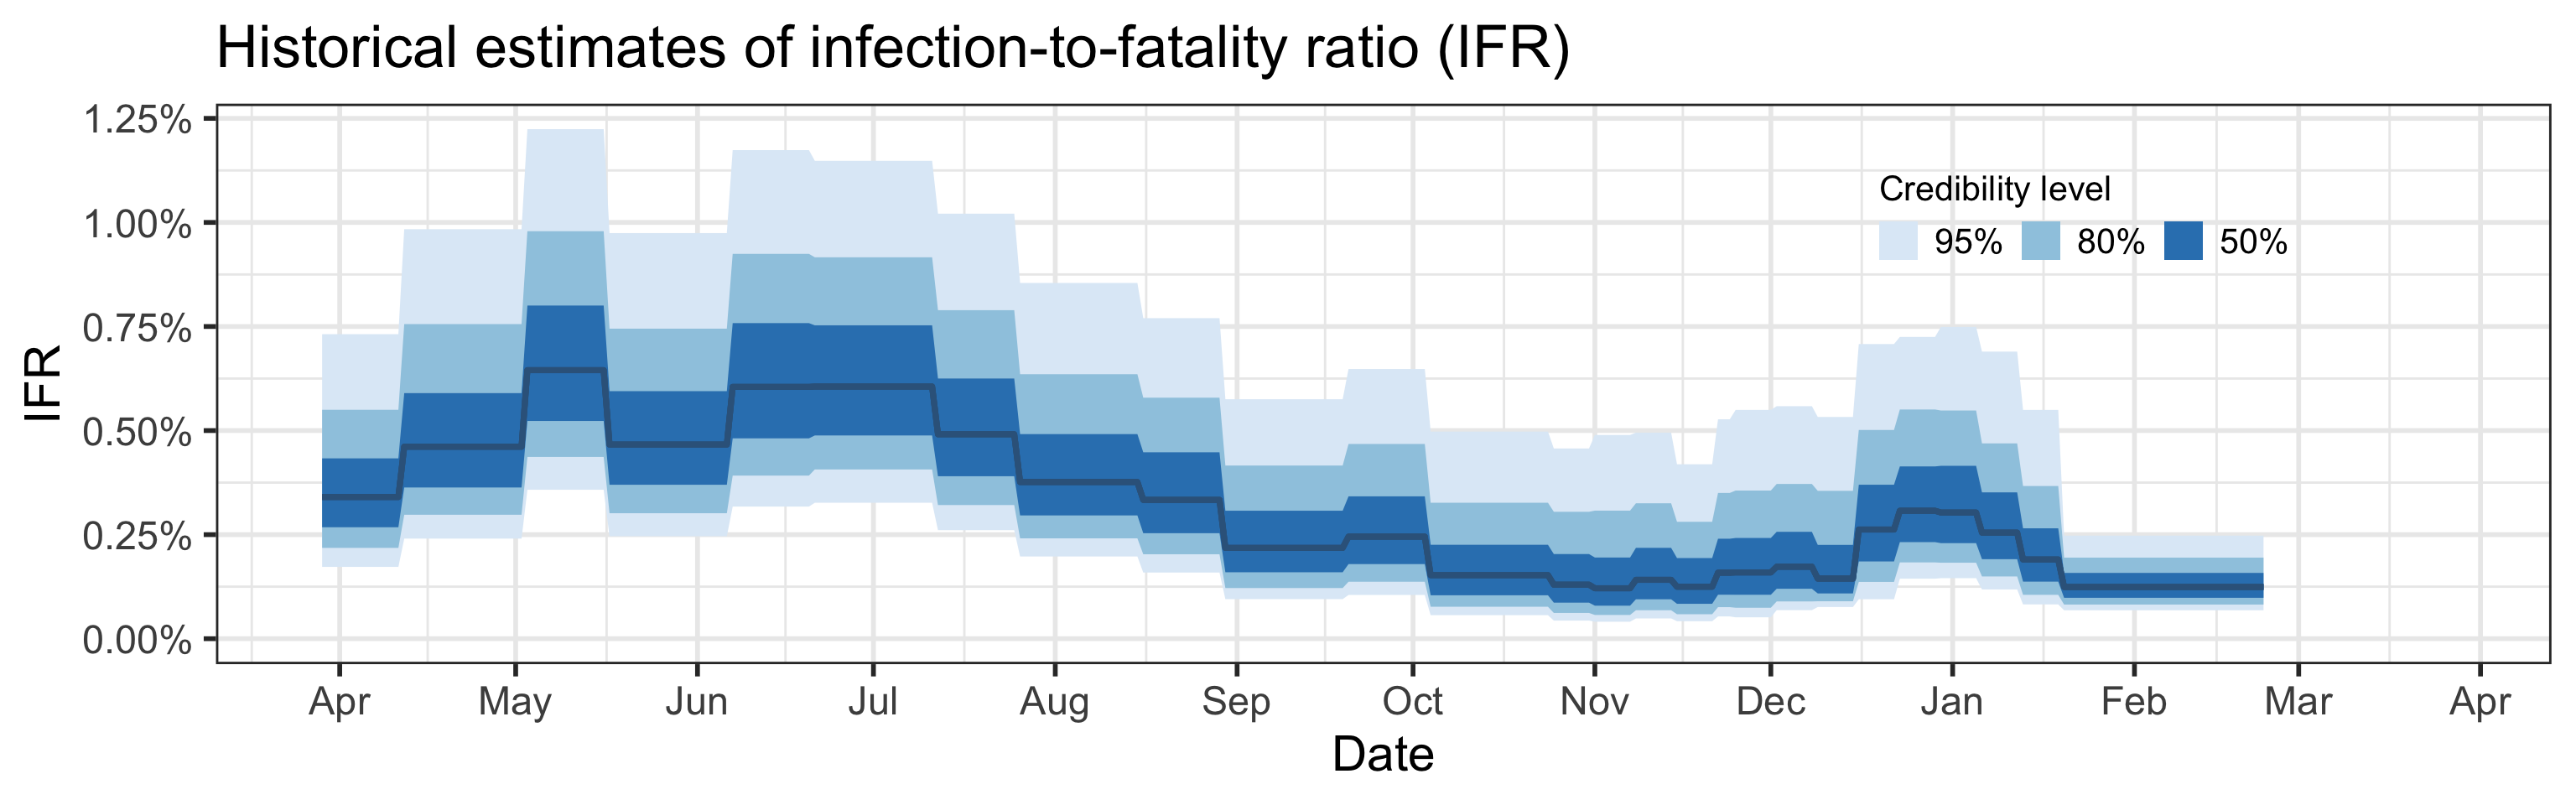 Historical estimates of infection-to-fatality ratio (IFR)
1.25%
1.00%
0.75%
0.50%
0.25%
0.00%
IFR
Credibility level
95% 80% 50%
Apr May Jun Jul Aug Sep Oct Nov Dec Jan Feb Mar Apr
Date